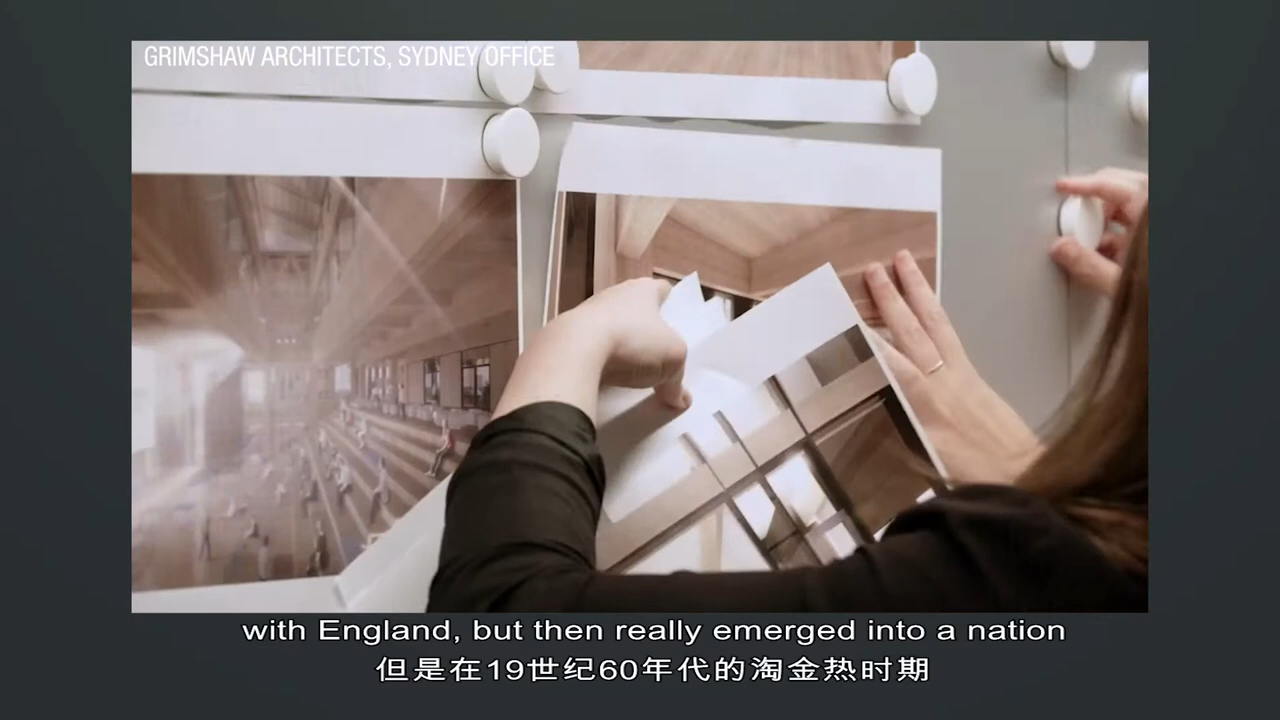 GRIMSHAW ARCHITECTS, SYDNEY OFFICE
with England, but then really emerged into a nation
但是在19世纪60年代的淘金热时期